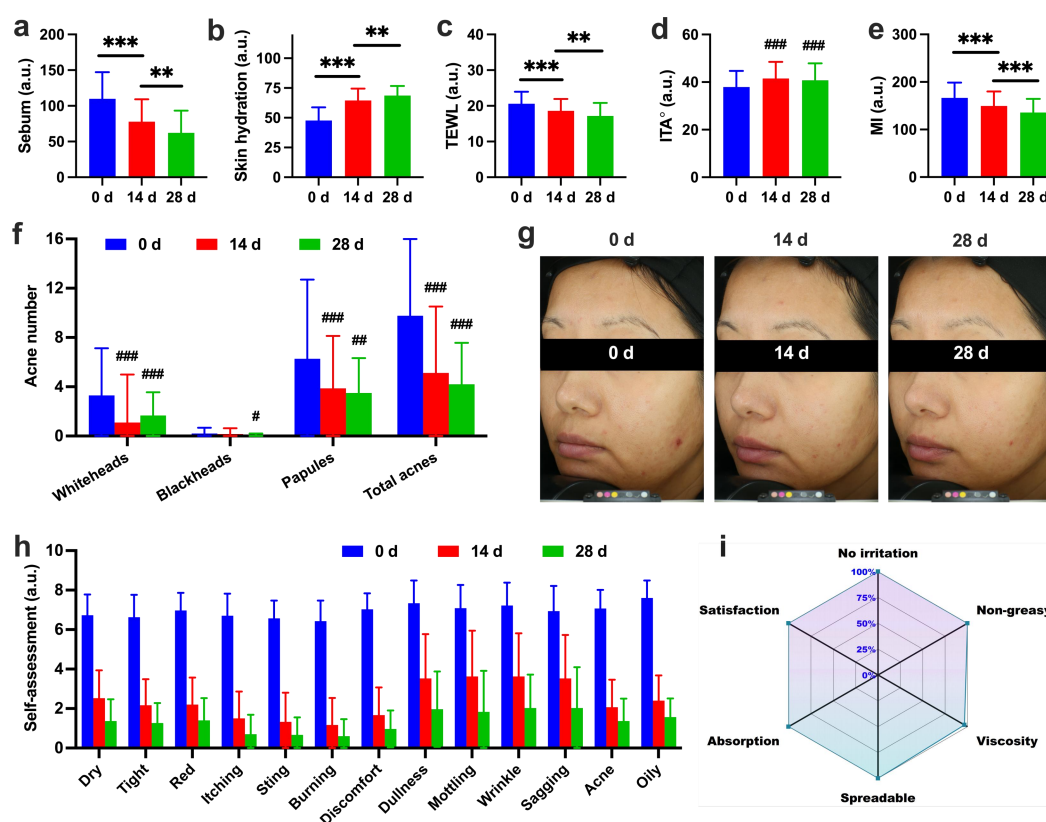 a
Sebum (a.u.)
200
150
100
50
0
***
**
0 d 14 d 28 d
b
Skin hydration (a.u.)
100
75
50
25
0
***
**
0 d 14 d 28 d
c
TEWL (a.u.)
40
30
20
10
0
***
**
0 d 14 d 28 d
d
ITA°
60
40
20
0
### ###
0 d 14 d 28 d
e
MI (a.u.)
300
200
100
0
***
***
0 d 14 d 28 d
f
0 d 14 d 28 d
Acne number
16
12
8
4
0
### ###
#
### ##
### ###
Whiteheads
Blackheads
Papules
Total acnes
g
0 d 14 d 28 d
0 d 14 d 28 d
h
0 d 14 d 28 d
Self-assessment (a.u.)
10
8
6
4
2
0
Dry
Tight
Red
Itching
Sting
Burning
Discomfort
Dullness
Mottling
Wrinkle
Sagging
Acne
Oily
i
No irritation
100%
75%
50%
25%
0%
Satisfaction
Non-greasy
Absorption
Viscosity
Spreadable